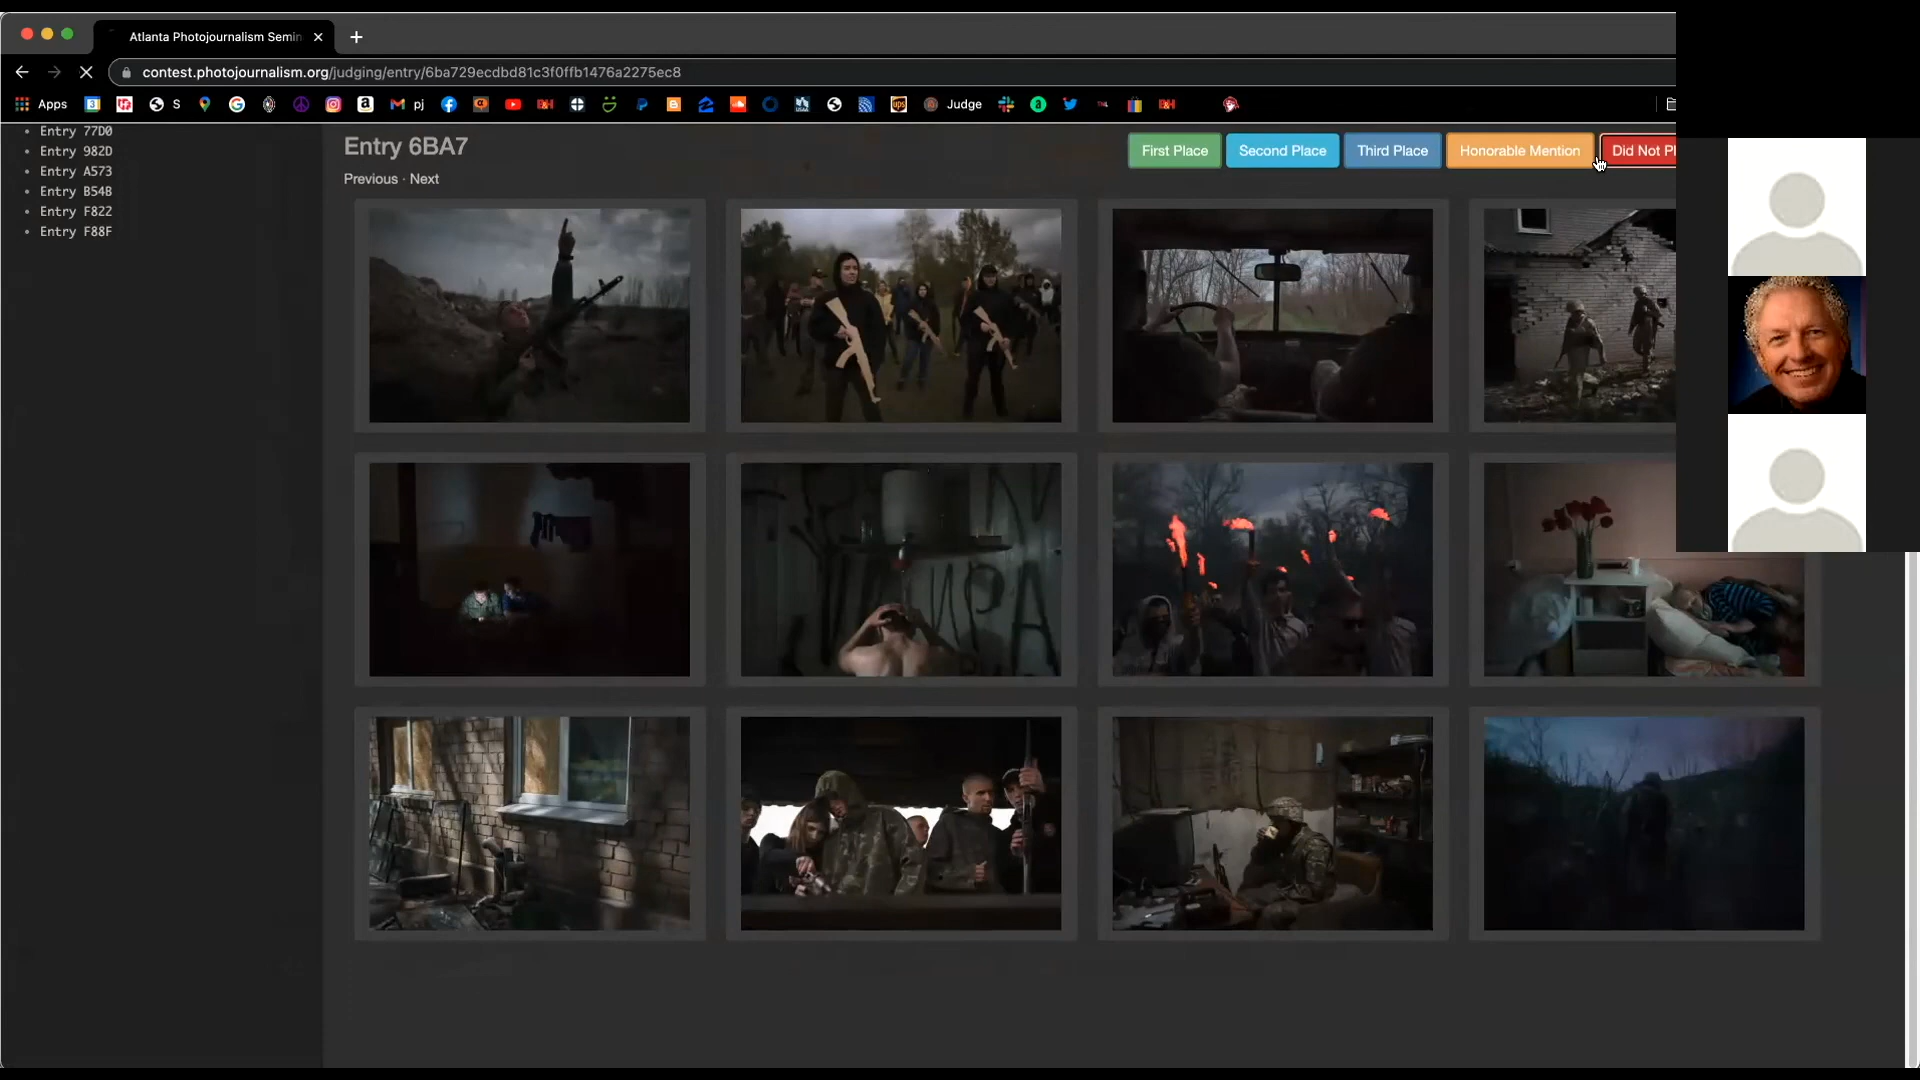 Atlanta Photojournalism Semin
contest.photojournalism.org/judging/entry/6ba729ecdbd81c3f0ffb1476a2275ec8
Apps
S
pj
Judge
Entry 77D0
Entry 982D
Entry A573
Entry B54B
Entry F822
Entry F88F
Entry 6BA7
Previous · Next
First Place
Second Place
Third Place
Honorable Mention
Did Not Pl